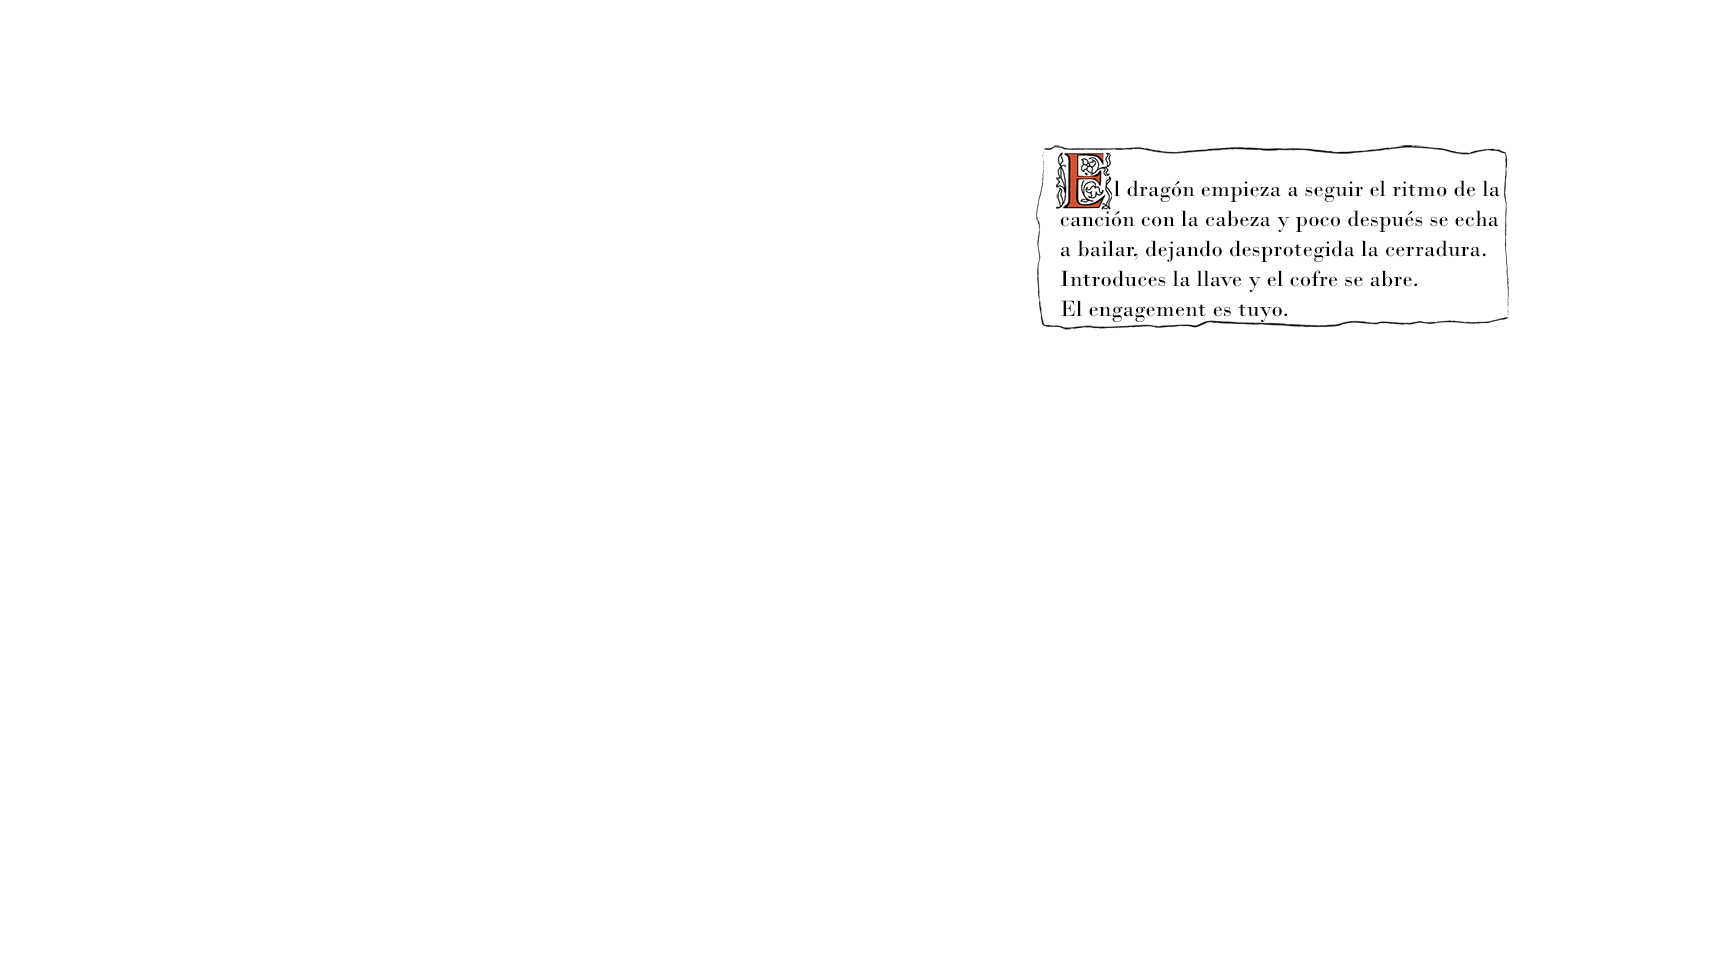 El dragón empieza a seguir el ritmo de la
canción con la cabeza y poco después se echa
a bailar, dejando desprotegida la cerradura.
Introduces la llave y el cofre se abre.
El engagement es tuyo.